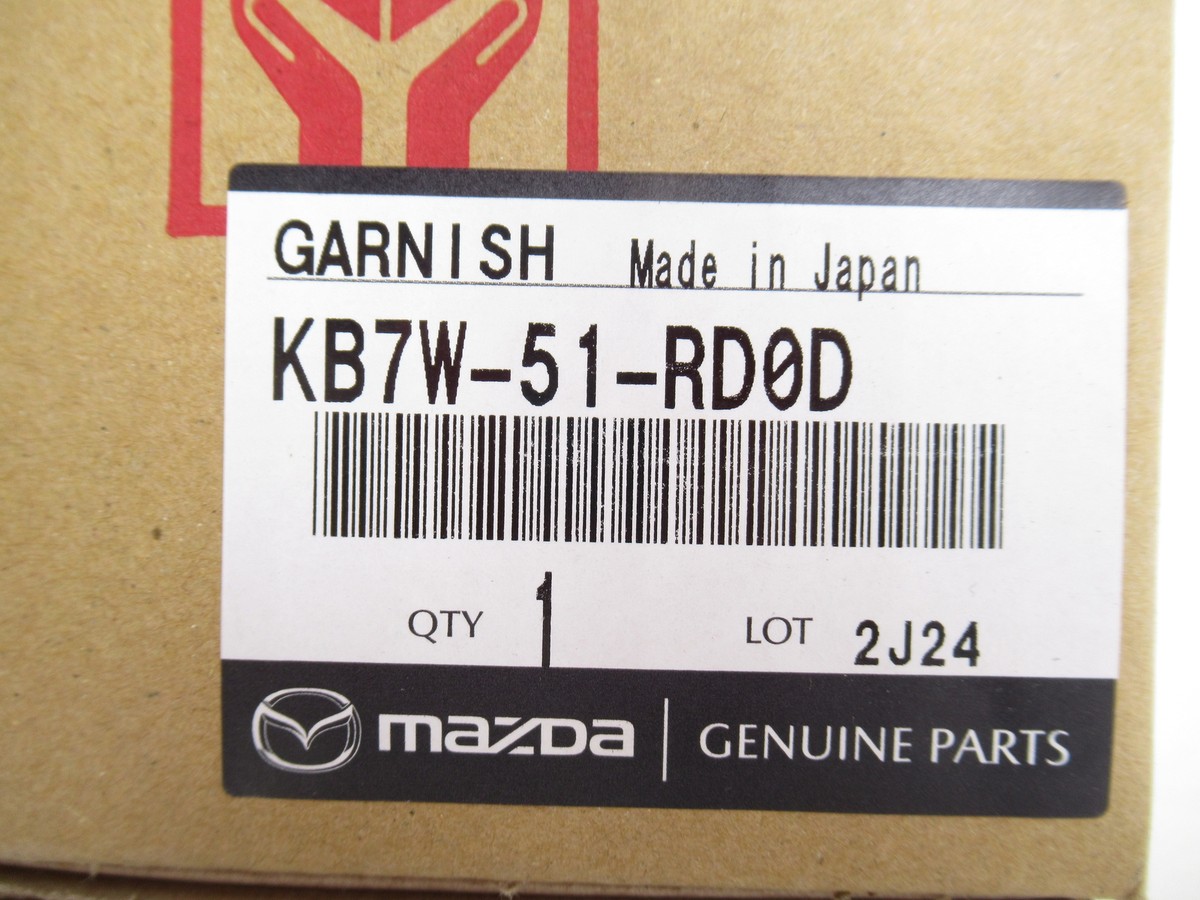 GARNISH Made in Japan
KB7W-51-RD0D
QTY 1 LOT 2J24
mazda GENUINE PARTS